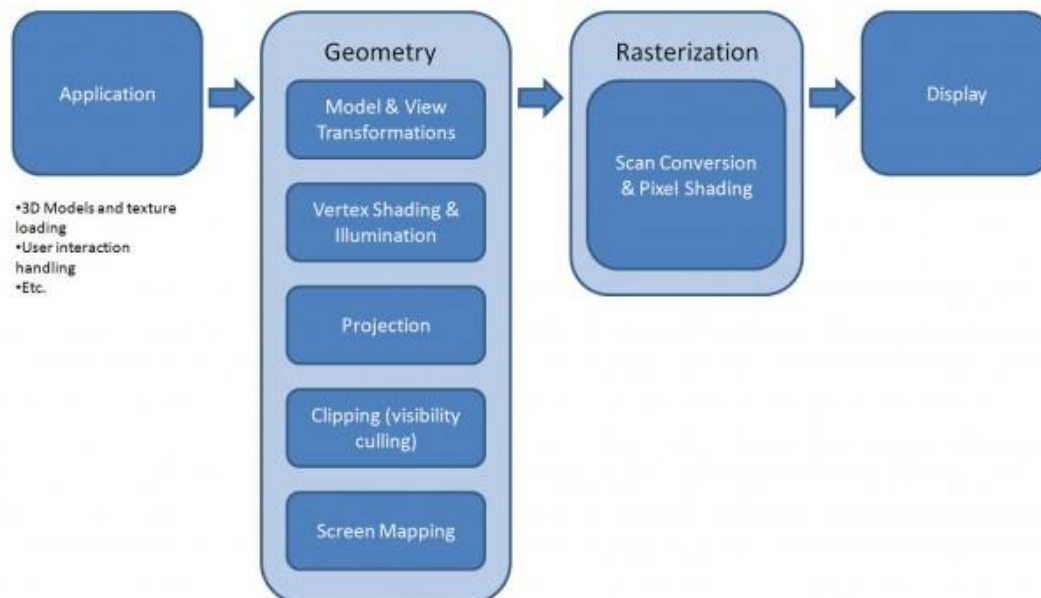 Application
•3D Models and texture
loading
•User interaction
handling
•Etc.
Geometry
Model & View
Transformations
Vertex Shading &
Illumination
Projection
Clipping (visibility
culling)
Screen Mapping
Rasterization
Scan Conversion
& Pixel Shading
Display